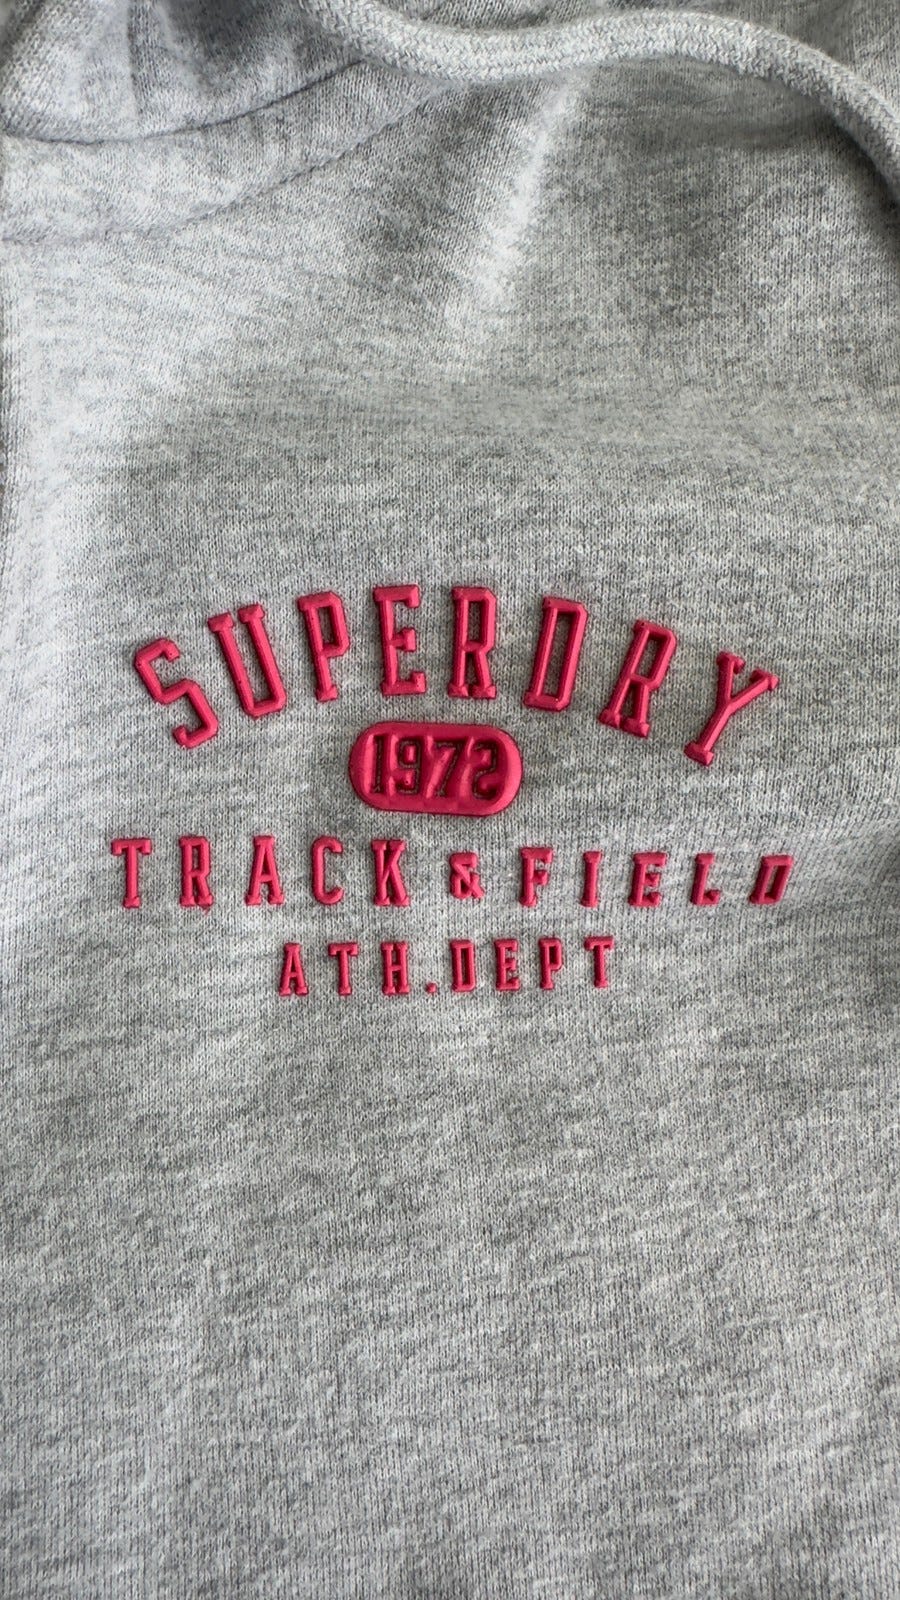 SUPERDRY
1972
TRACK & FIELD
ATH.DEPT